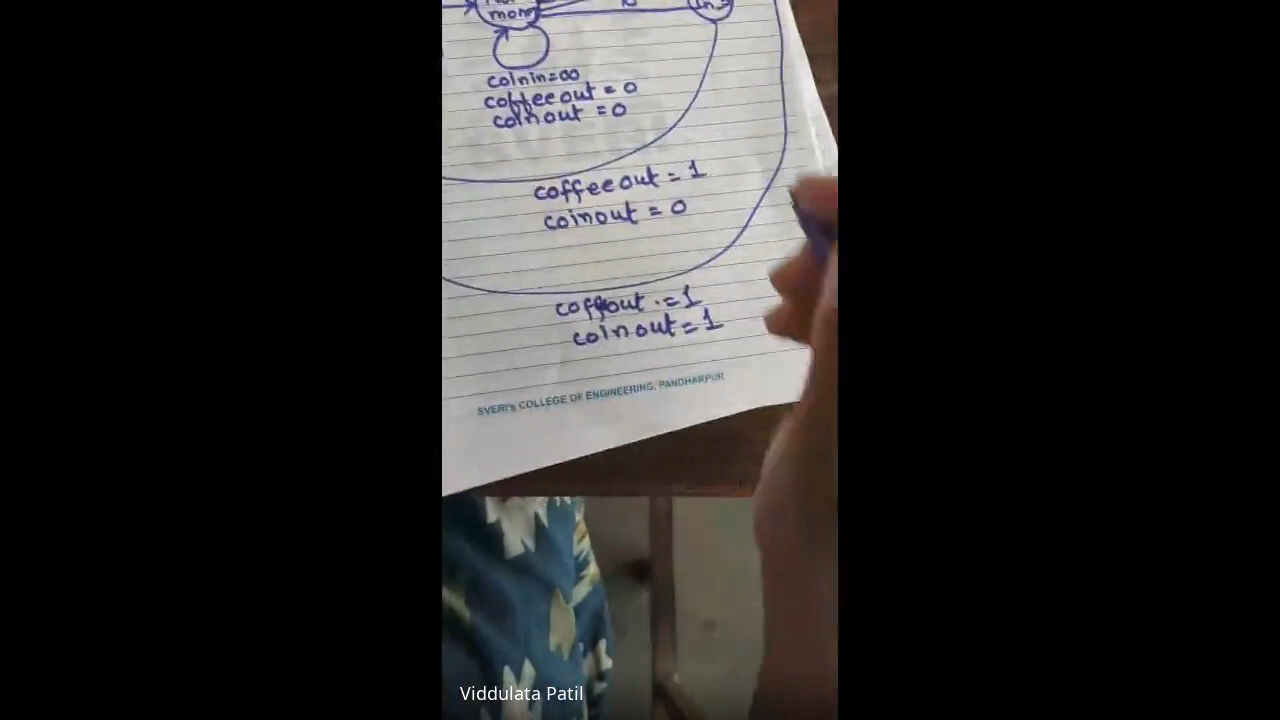 mon
coinin=00
coffeeout = 0
coinout = 0
coffeeout = 1
coinout = 0
coffout .=1
coinout=1
SVERI's COLLEGE OF ENGINEERING, PANDHARPUR
Viddulata Patil